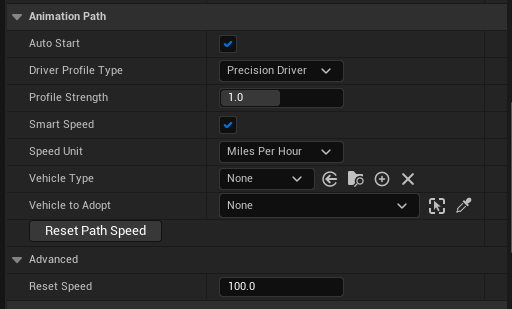 Animation Path
Auto Start
Driver Profile Type Precision Driver
Profile Strength 1.0
Smart Speed
Speed Unit Miles Per Hour
Vehicle Type None
Vehicle to Adopt None
Reset Path Speed
Advanced
Reset Speed 100.0